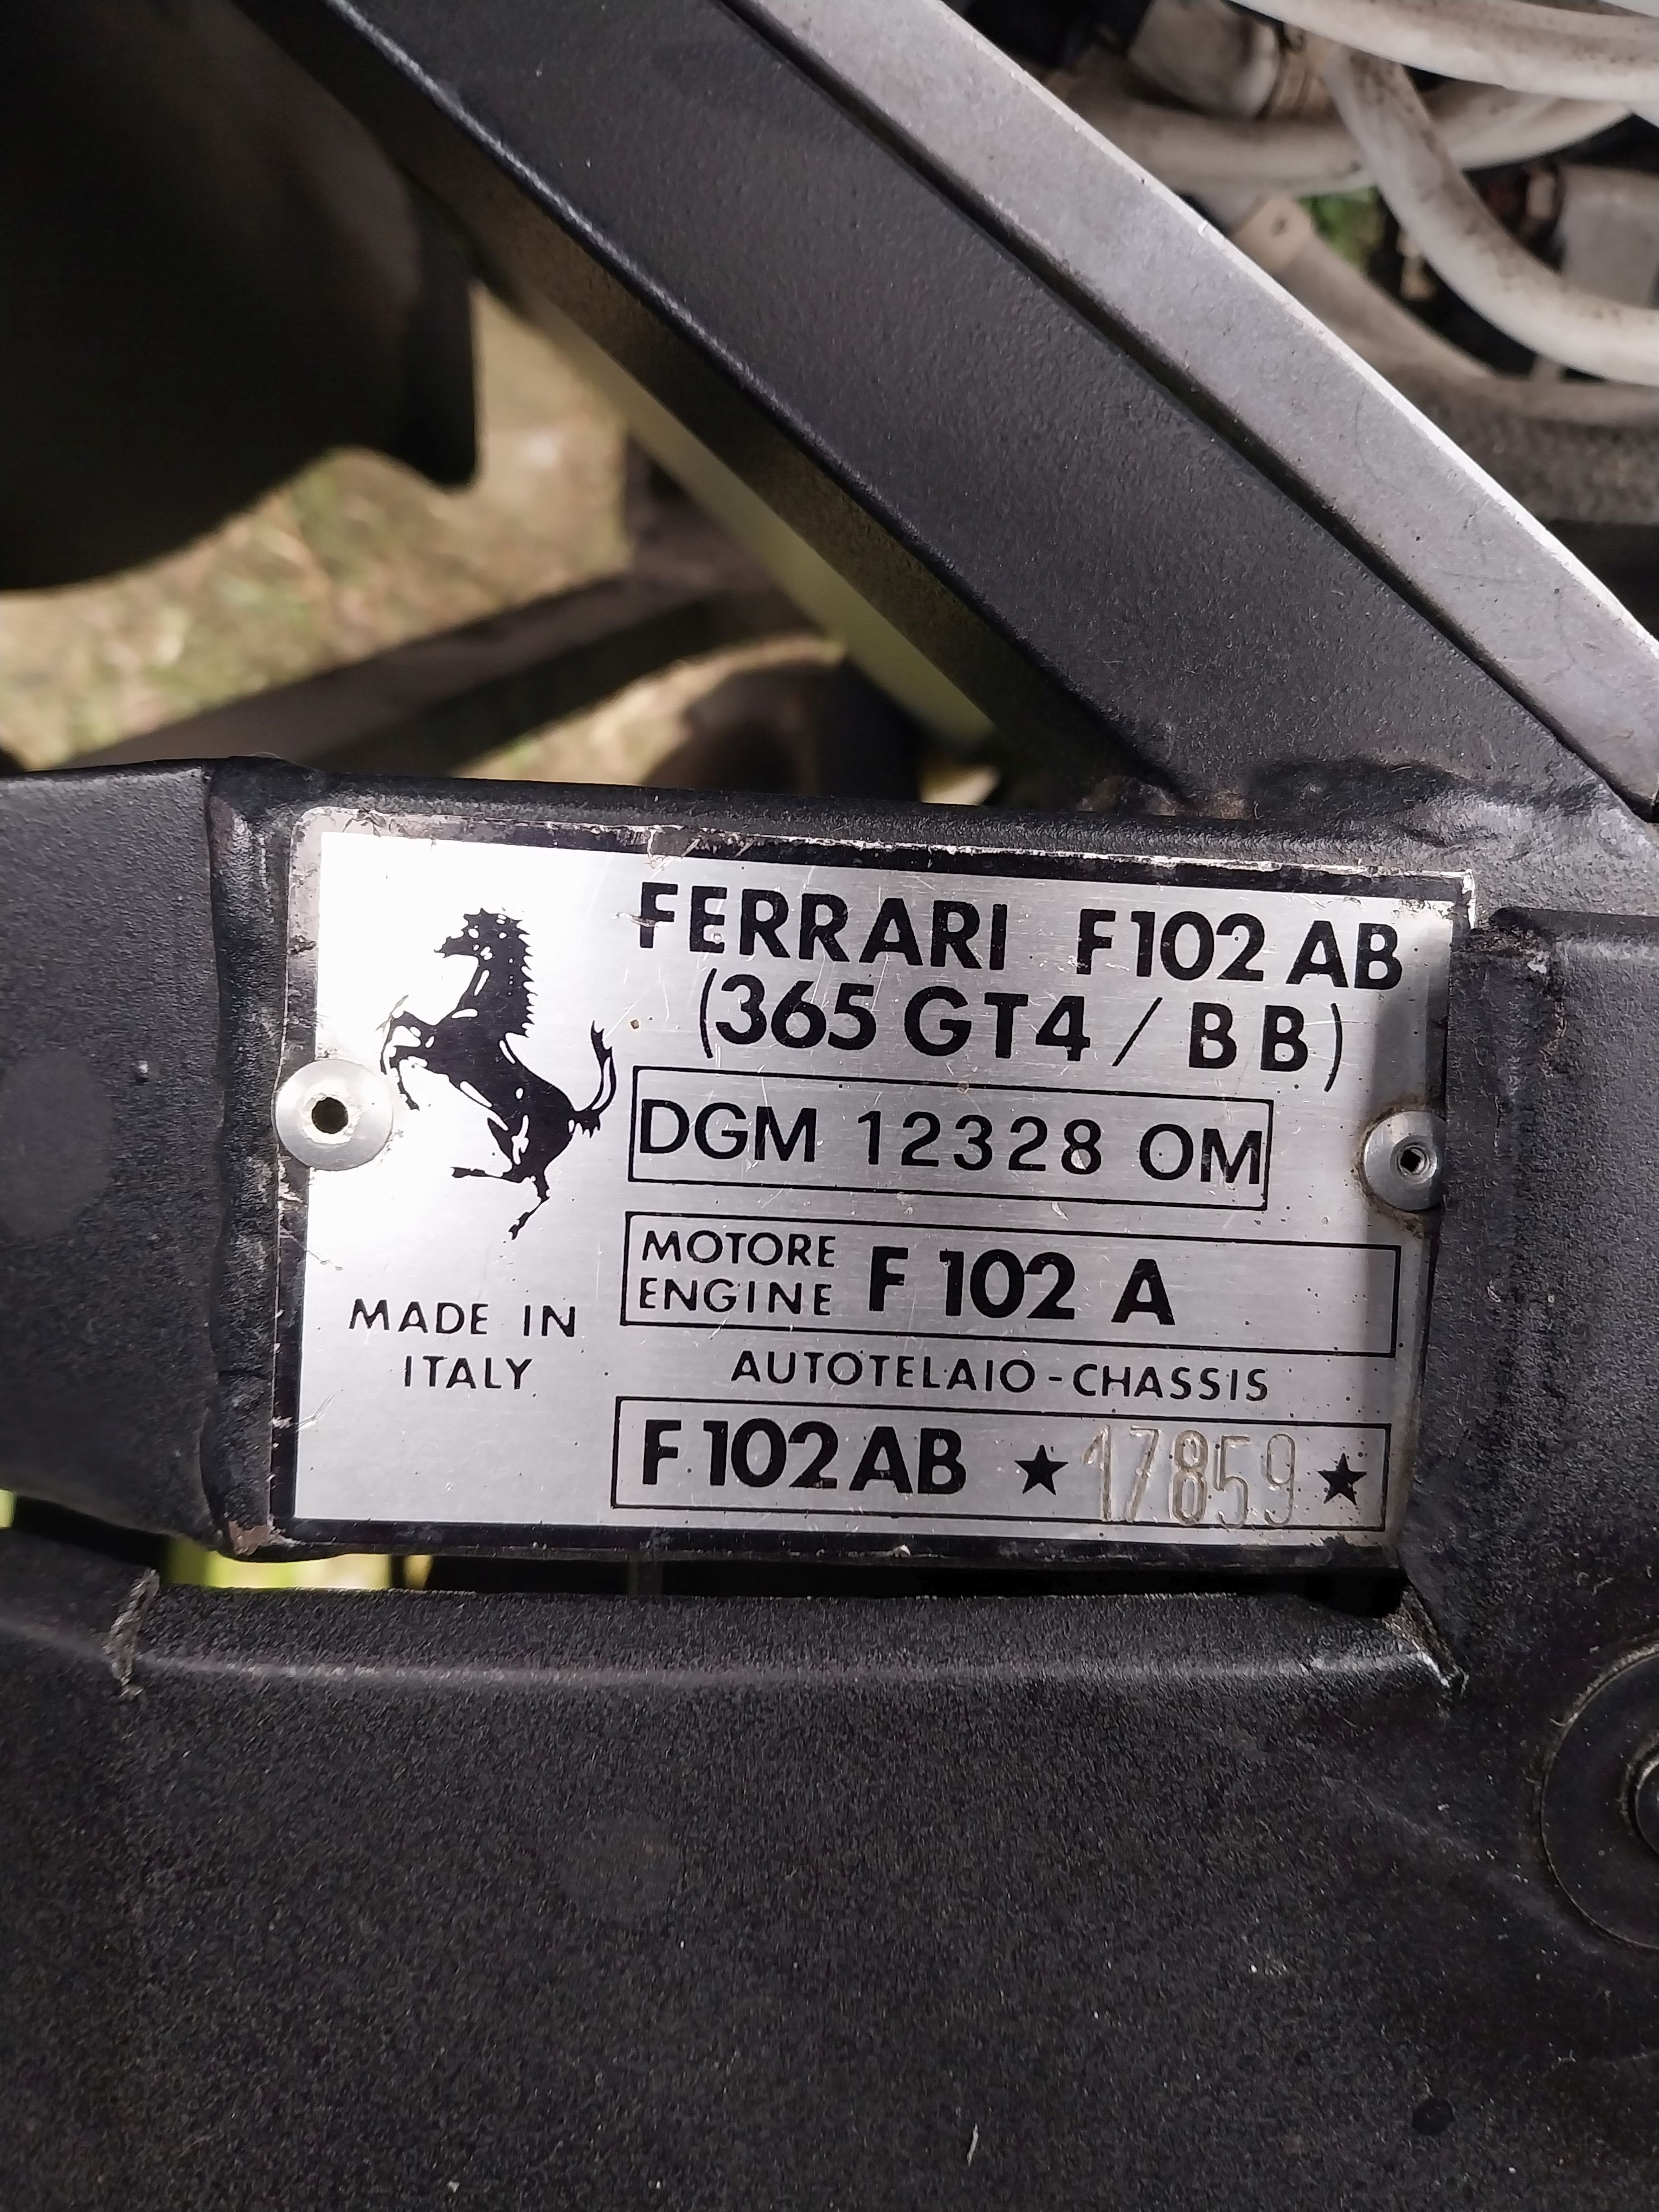 FERRARI F102 AB
(365 GT4 / BB)
DGM 12328 OM
MOTORE
ENGINE F 102 A
AUTOTELAIO - CHASSIS
F 102 AB ★ 17859 ★
MADE IN
ITALY